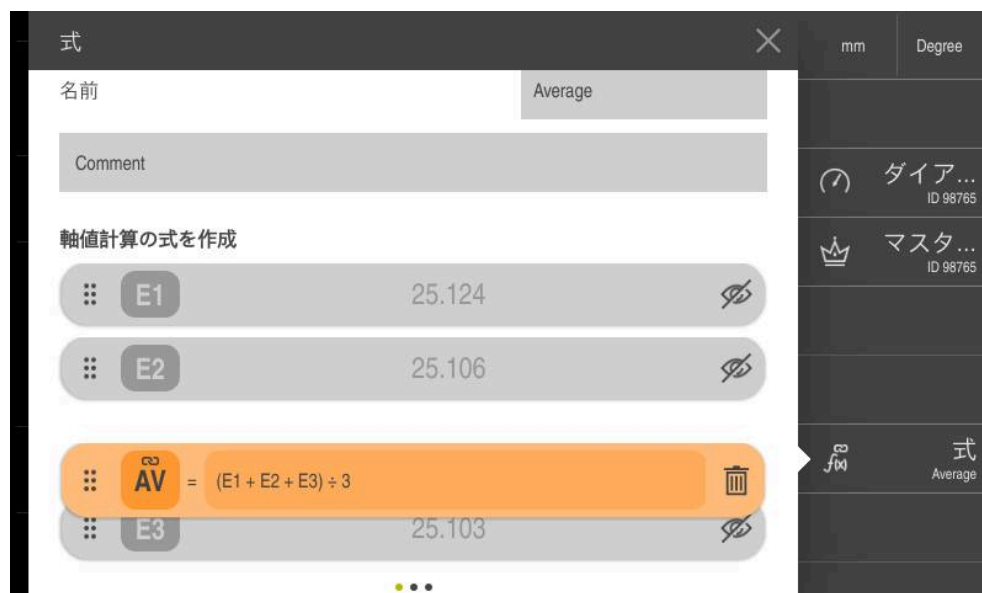 式
mm
Degree
名前
Average
Comment
ダイア...
ID 98765
マスタ...
ID 98765
軸値計算の式を作成
E1
25.124
E2
25.106
AV = (E1 + E2 + E3) ÷ 3
E3
25.103
f(x)
式
Average